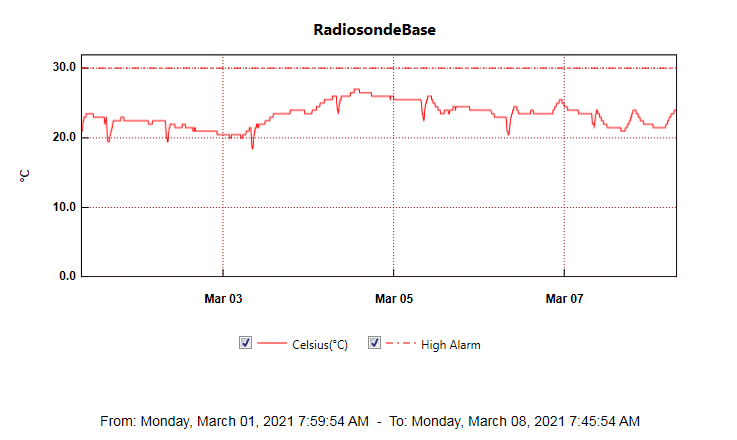 RadiosondeBase
30.0
20.0
10.0
0.0
°C
Mar 03 Mar 05 Mar 07
Celsius(°C) High Alarm
From: Monday, March 01, 2021 7:59:54 AM - To: Monday, March 08, 2021 7:45:54 AM